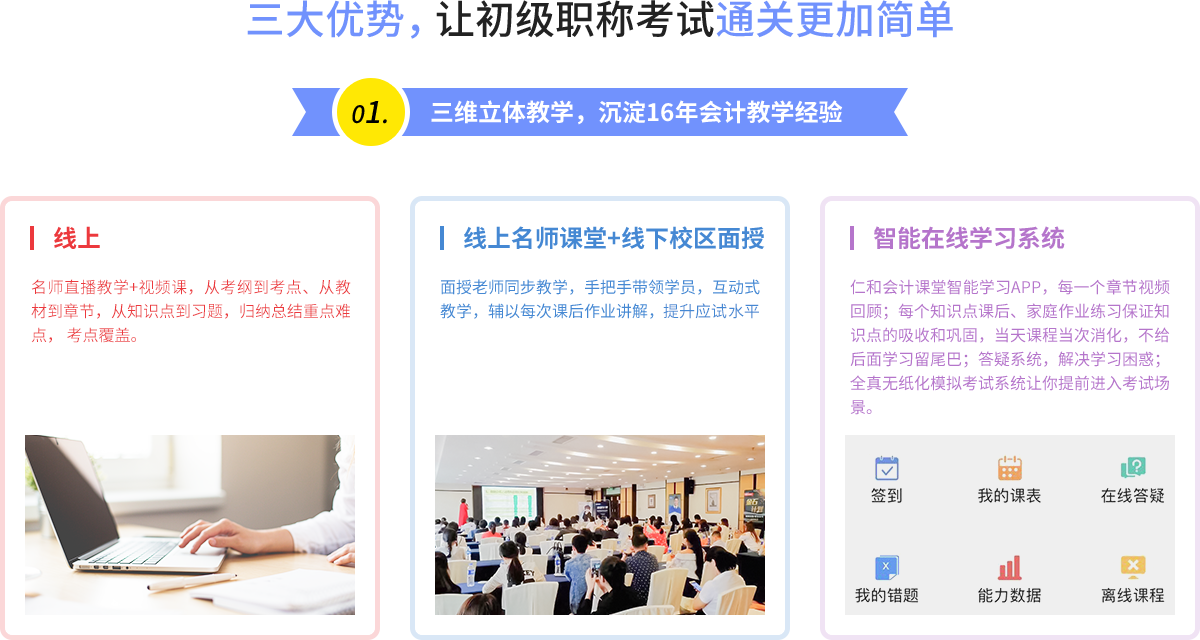 三大优势，让初级职称考试通关更加简单
01.
三维立体教学，沉淀16年会计教学经验
线上
名师直播教学+视频课，从考纲到考点、从教
材到章节，从知识点到习题，归纳总结重点难
点， 考点覆盖。
线上名师课堂+线下校区面授
面授老师同步教学，手把手带领学员，互动式
教学，辅以每次课后作业讲解，提升应试水平
智能在线学习系统
仁和会计课堂智能学习APP，每一个章节视频
回顾；每个知识点课后、家庭作业练习保证知
识点的吸收和巩固，当天课程当次消化，不给
后面学习留尾巴；答疑系统，解决学习困惑；
全真无纸化模拟考试系统让你提前进入考试场
景。
签到
我的课表
在线答疑
我的错题
能力数据
离线课程